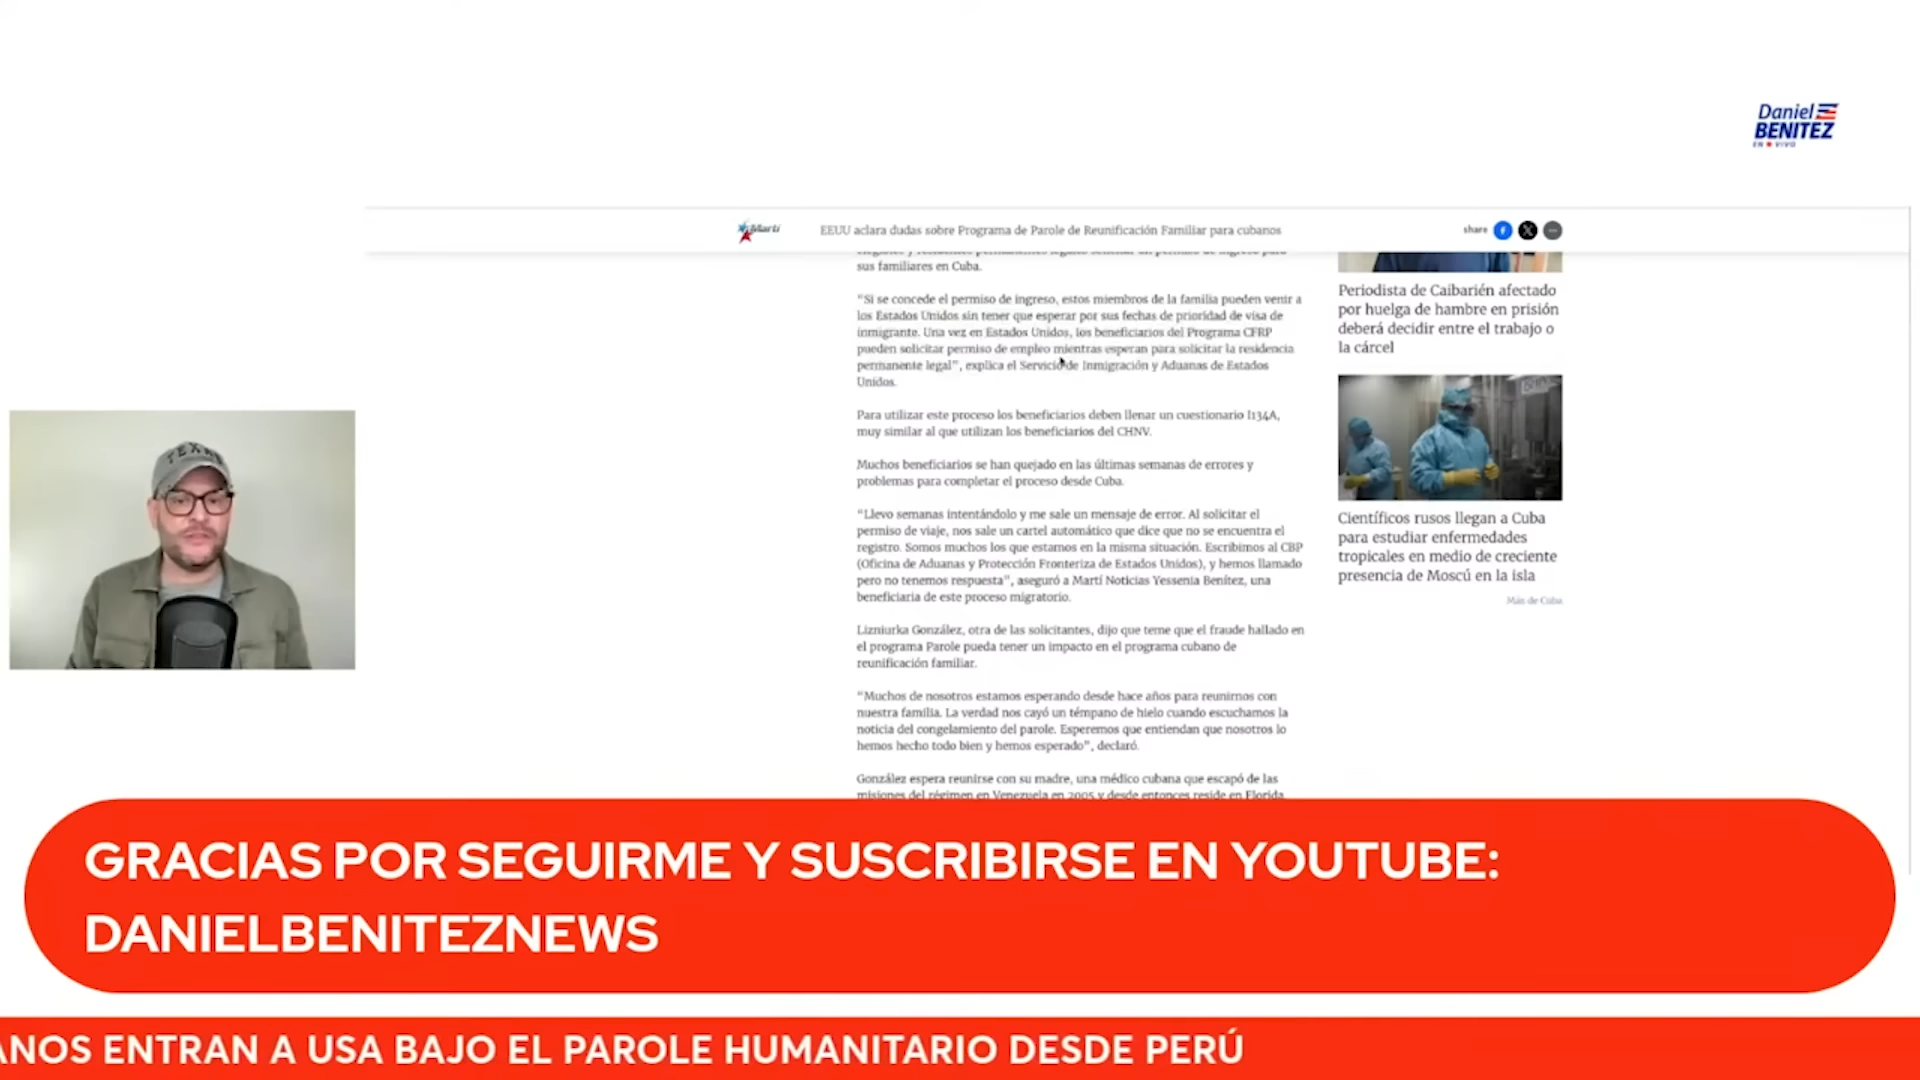 Daniel
BENITEZ
EN VIVO
Martí
EEUU aclara dudas sobre Programa de Parole de Reunificación Familiar para cubanos
share
sus familiares en Cuba.
"Si se concede el permiso de ingreso, estos miembros de la familia pueden venir a
los Estados Unidos sin tener que esperar por sus fechas de prioridad de visa de
inmigrante. Una vez en Estados Unidos, los beneficiarios del Programa CFRP
pueden solicitar permiso de empleo mientras esperan para solicitar la residencia
permanente legal", explica el Servicio de Inmigración y Aduanas de Estados
Unidos.
Para utilizar este proceso los beneficiarios deben llenar un cuestionario I134A,
muy similar al que utilizan los beneficiarios del CHNV.
Muchos beneficiarios se han quejado en las últimas semanas de errores y
problemas para completar el proceso desde Cuba.
"Llevo semanas intentándolo y me sale un mensaje de error. Al solicitar el
permiso de viaje, nos sale un cartel automático que dice que no se encuentra el
registro. Somos muchos los que estamos en la misma situación. Escribimos al CBP
(Oficina de Aduanas y Protección Fronteriza de Estados Unidos), y hemos llamado
pero no tenemos respuesta", aseguró a Martí Noticias Yessenia Benítez, una
beneficiaria de este proceso migratorio.
Lizniurka González, otra de las solicitantes, dijo que teme que el fraude hallado en
el programa Parole pueda tener un impacto en el programa cubano de
reunificación familiar.
"Muchos de nosotros estamos esperando desde hace años para reunirnos con
nuestra familia. La verdad nos cayó un témpano de hielo cuando escuchamos la
noticia del congelamiento del parole. Esperemos que entiendan que nosotros lo
hemos hecho todo bien y hemos esperado", declaró.
González espera reunirse con su madre, una médico cubana que escapó de las
misiones del régimen en Venezuela en 2005 y desde entonces reside en Florida.
Periodista de Caibarién afectado
por huelga de hambre en prisión
deberá decidir entre el trabajo o
la cárcel
Científicos rusos llegan a Cuba
para estudiar enfermedades
tropicales en medio de creciente
presencia de Moscú en la isla
Más de Cuba
TEXAS
GRACIAS POR SEGUIRME Y SUSCRIBIRSE EN YOUTUBE:
DANIELBENITEZNEWS
ANOS ENTRAN A USA BAJO EL PAROLE HUMANITARIO DESDE PERÚ